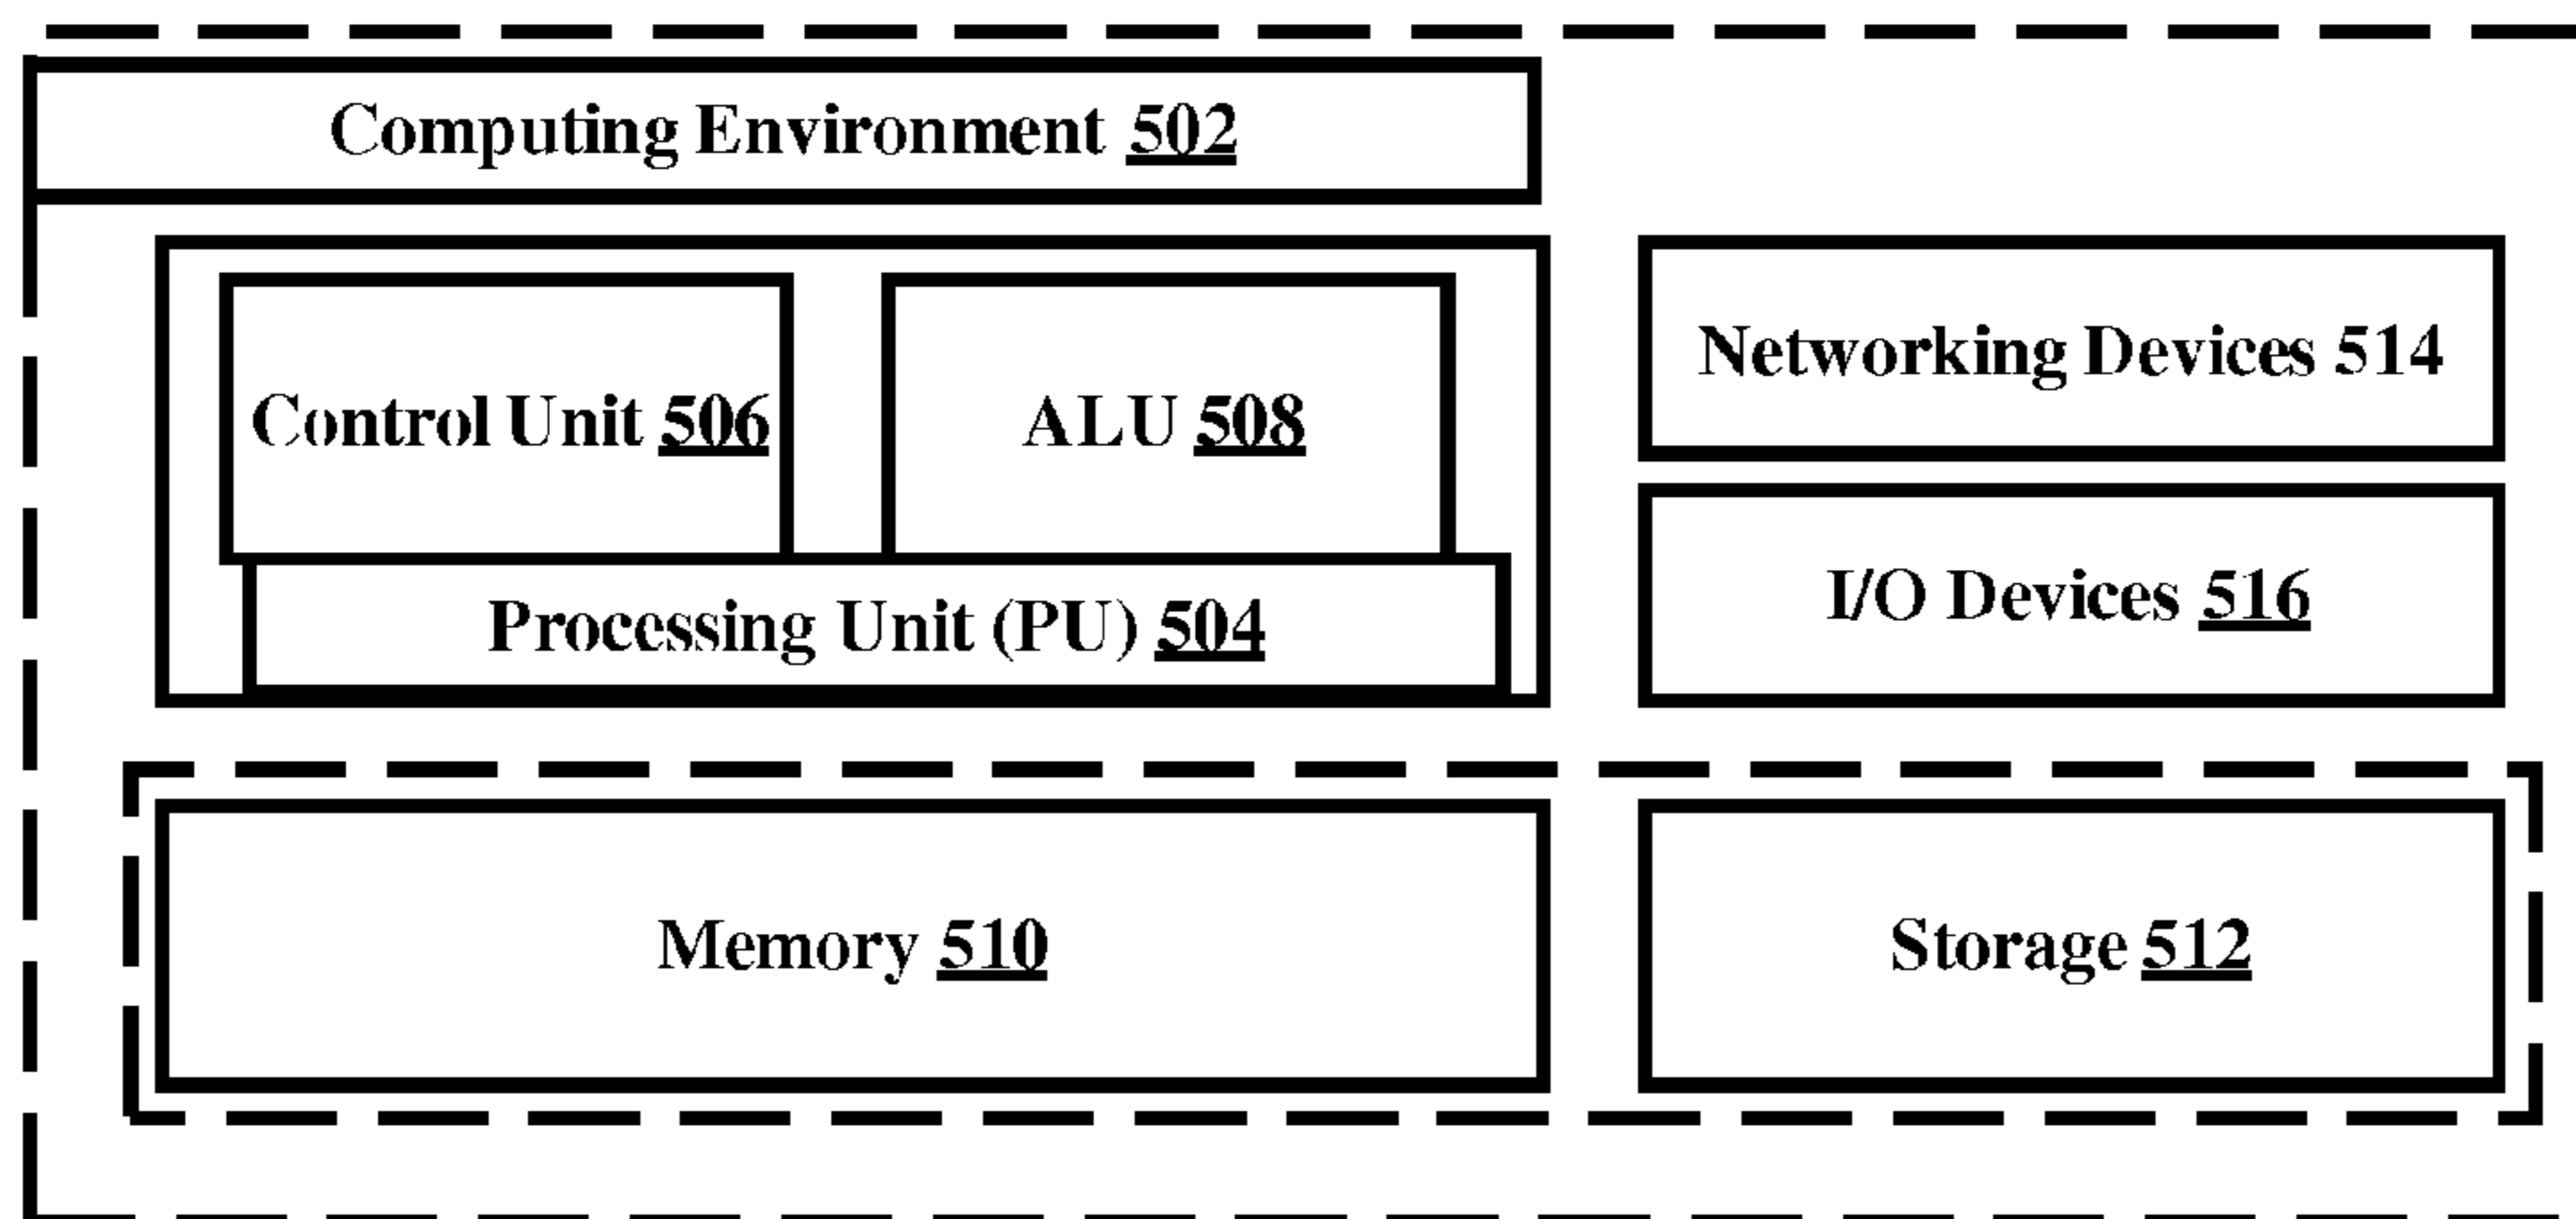 Computing Environment 502
Control Unit 506
ALU 508
Processing Unit (PU) 504
Networking Devices 514
I/O Devices 516
Memory 510
Storage 512